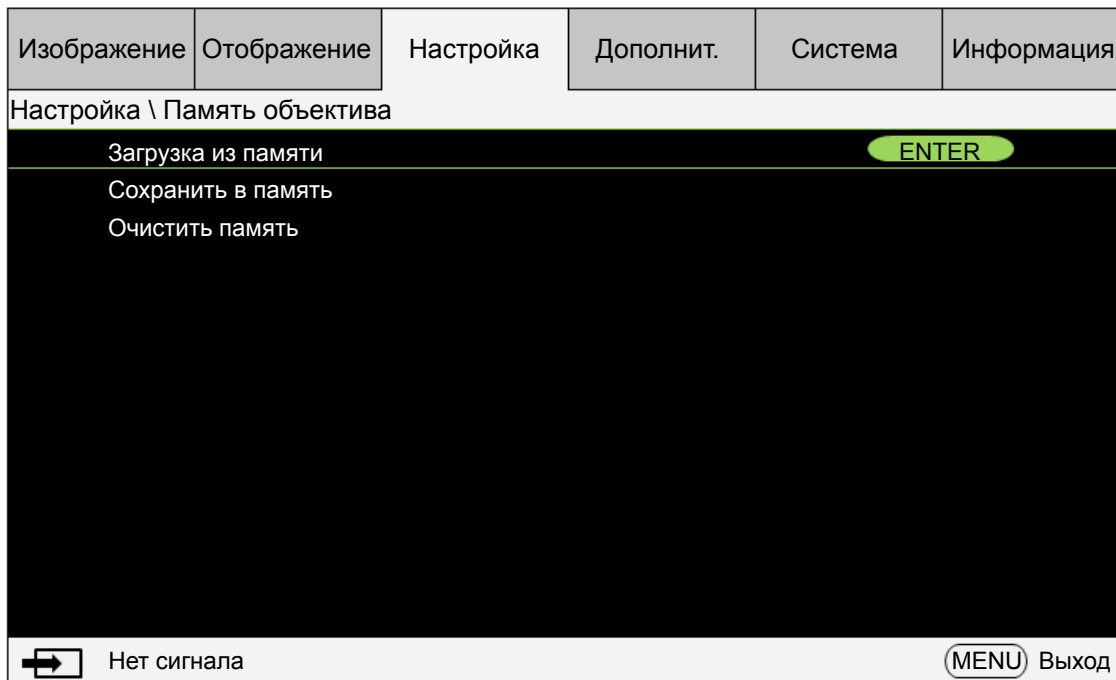 Изображение Отображение Настройка Дополнит. Система Информация
Настройка \ Память объектива
Загрузка из памяти ENTER
Сохранить в память
Очистить память
Нет сигнала MENU Выход